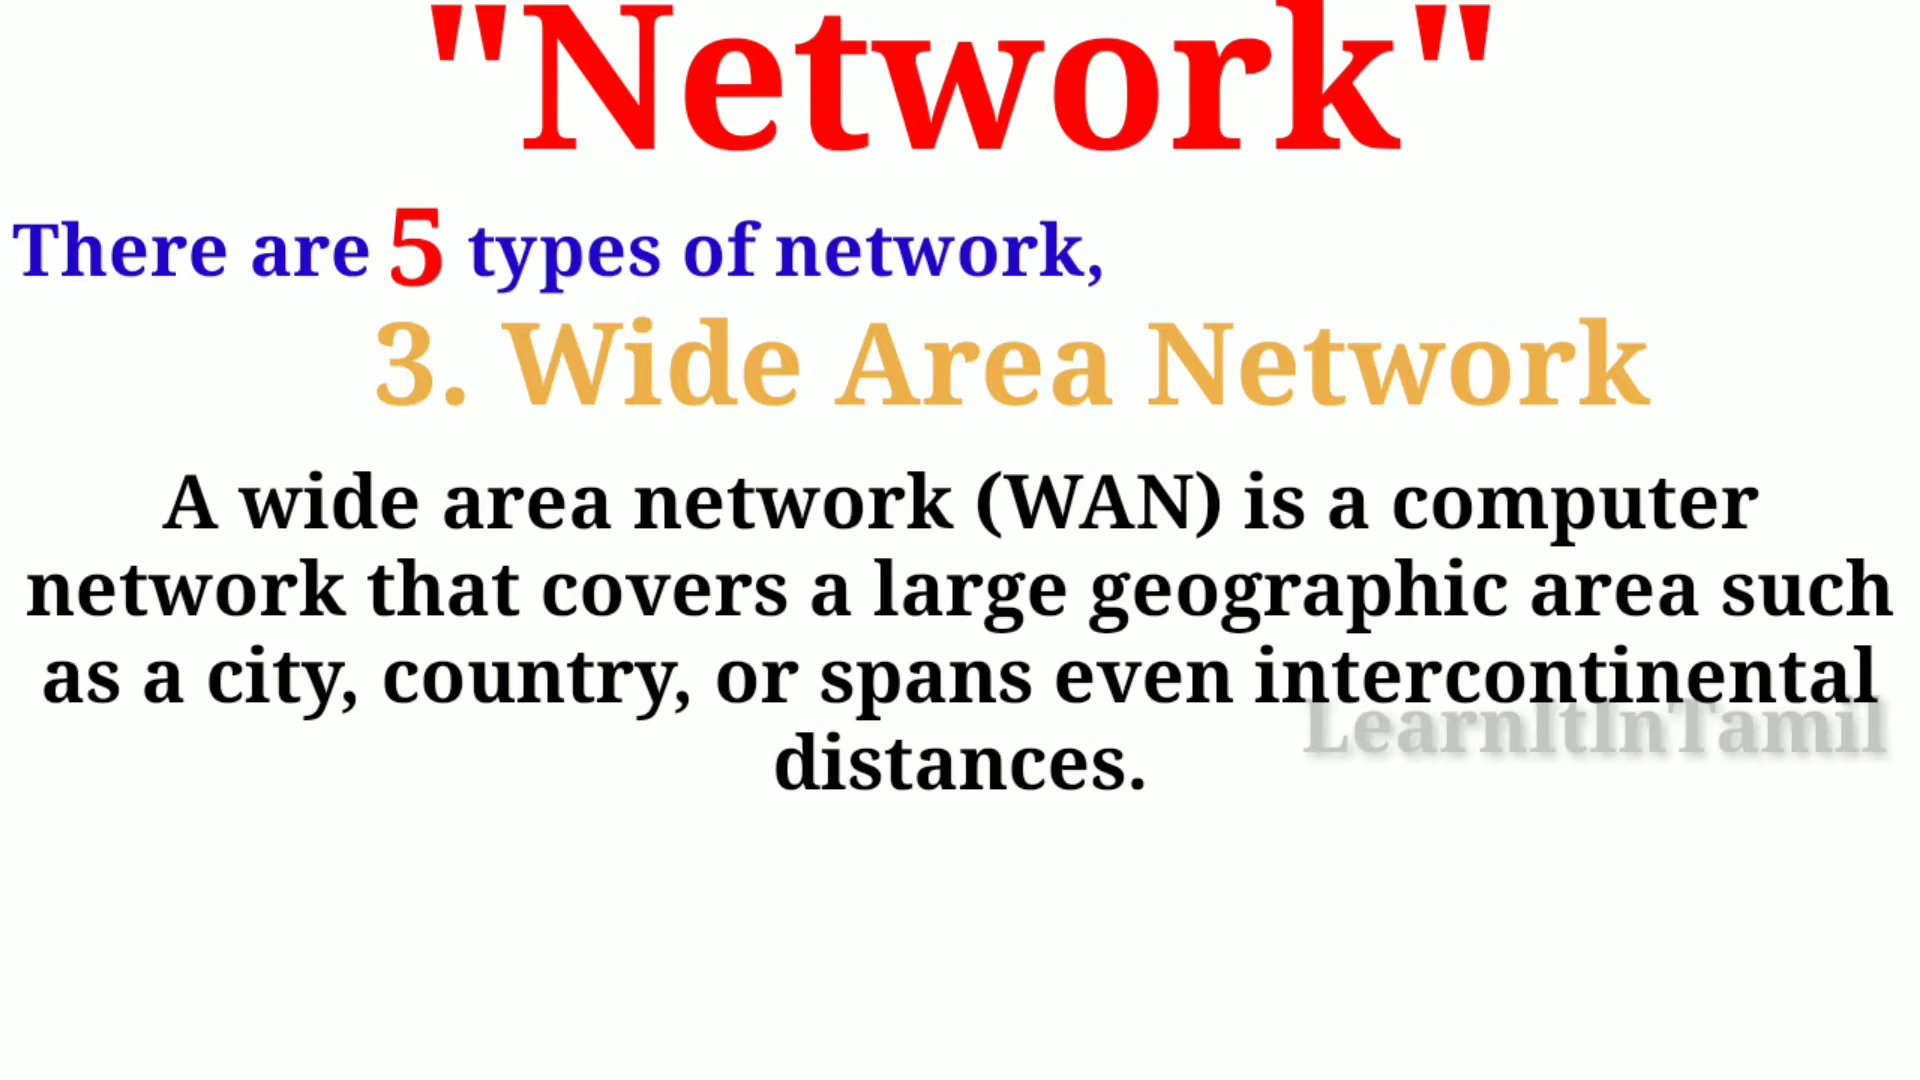 "Network"
There are 5 types of network,
3. Wide Area Network
A wide area network (WAN) is a computer
network that covers a large geographic area such
as a city, country, or spans even intercontinental
LearnItInTamil
distances.